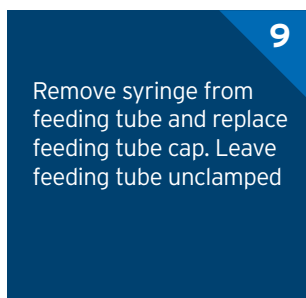 9
Remove syringe from
feeding tube and replace
feeding tube cap. Leave
feeding tube unclamped